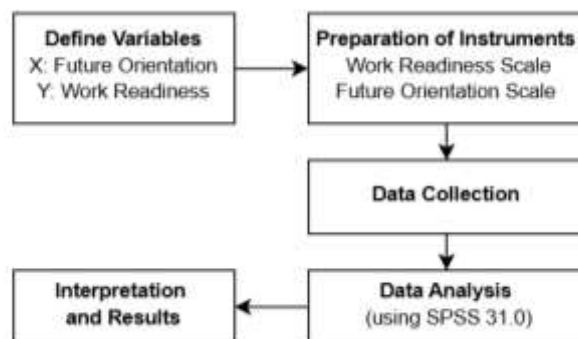 Define Variables
X: Future Orientation
Y: Work Readiness
Preparation of Instruments
Work Readiness Scale
Future Orientation Scale
Data Collection
Data Analysis
(using SPSS 31.0)
Interpretation
and Results